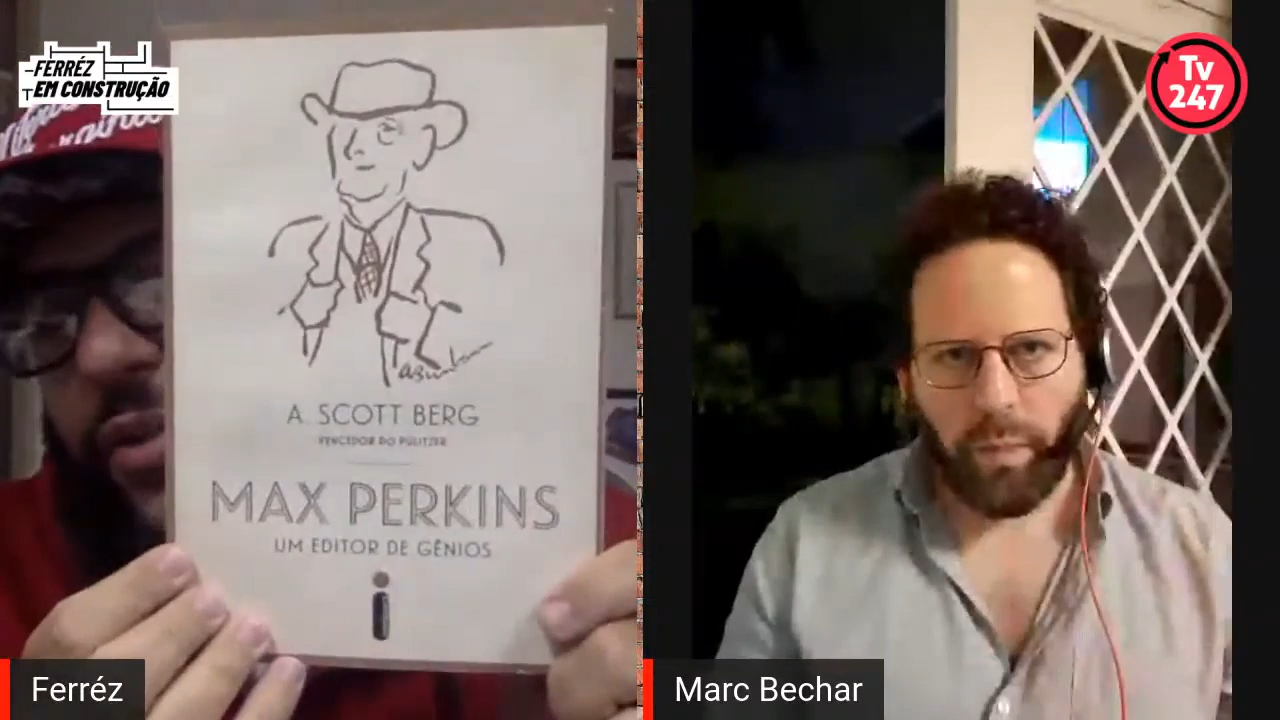 FERRÉZ
EM CONSTRUÇÃO
Tv
247
A. SCOTT BERG
VENCEDOR DO PULITZER
MAX PERKINS
UM EDITOR DE GÊNIOS
i
Ferréz
Marc Bechar